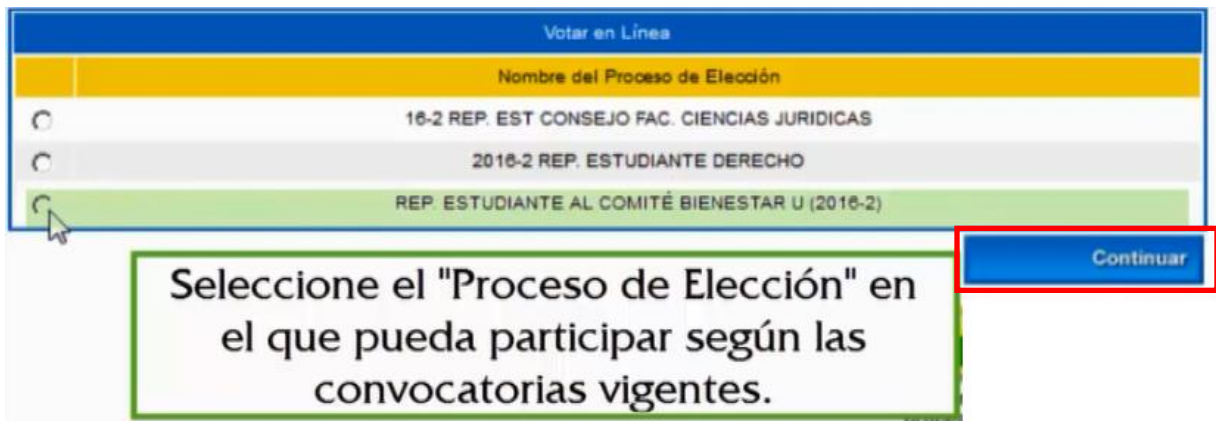 Votar en Línea
Nombre del Proceso de Elección
16-2 REP. EST CONSEJO FAC. CIENCIAS JURIDICAS
2016-2 REP. ESTUDIANTE DERECHO
REP. ESTUDIANTE AL COMITÉ BIENESTAR U (2016-2)
Continuar
Seleccione el "Proceso de Elección" en
el que pueda participar según las
convocatorias vigentes.